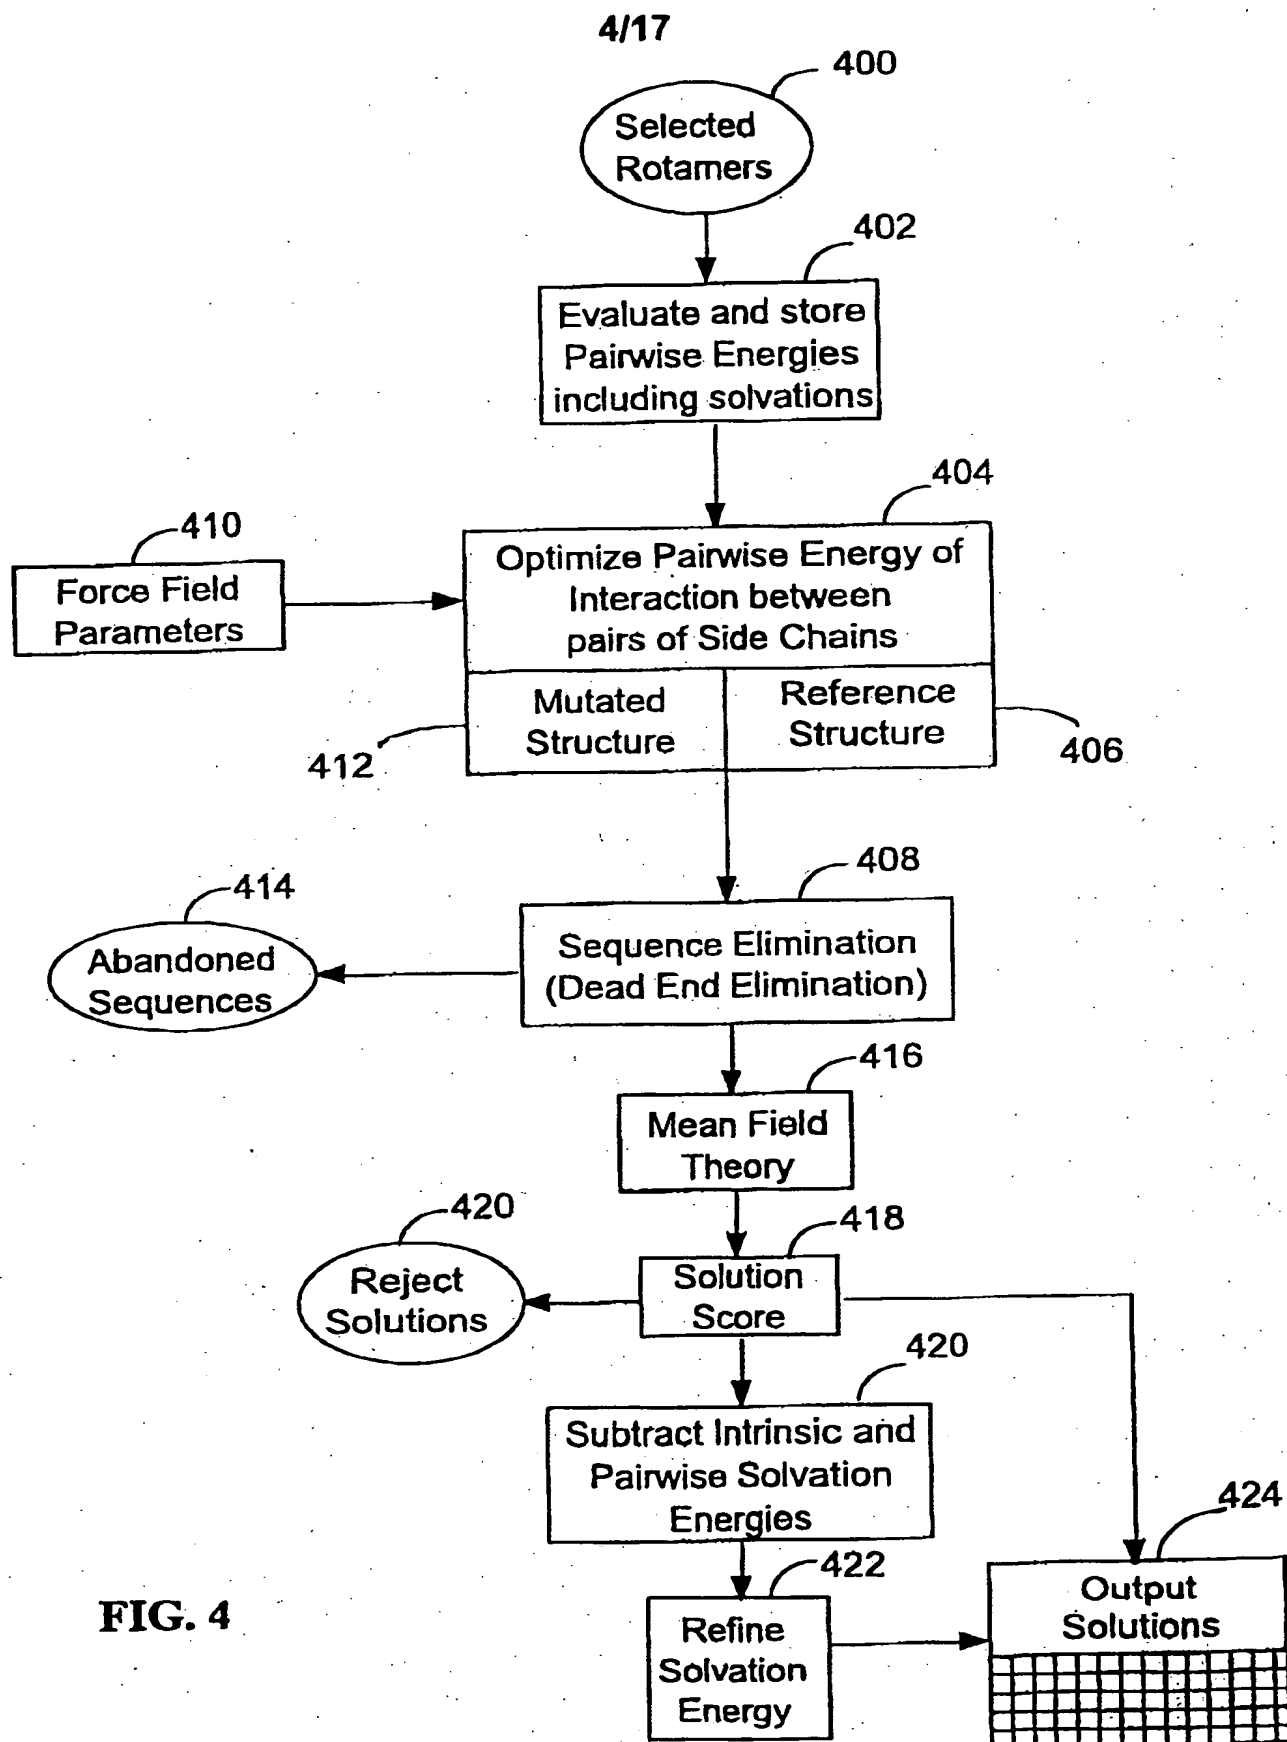 4/17
400
Selected
Rotamers
402
Evaluate and store
Pairwise Energies
including solvations
404
410
Force Field
Parameters
Optimize Pairwise Energy of
Interaction between
pairs of Side Chains
Mutated
Structure
Reference
Structure
412
406
408
414
Abandoned
Sequences
Sequence Elimination
(Dead End Elimination)
416
Mean Field
Theory
420
418
Reject
Solutions
Solution
Score
420
Subtract Intrinsic and
Pairwise Solvation
Energies
424
422
Output
Solutions
Refine
Solvation
Energy
FIG. 4